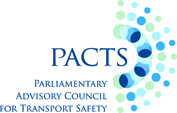 PACTS
Parliamentary
Advisory Council
for Transport Safety